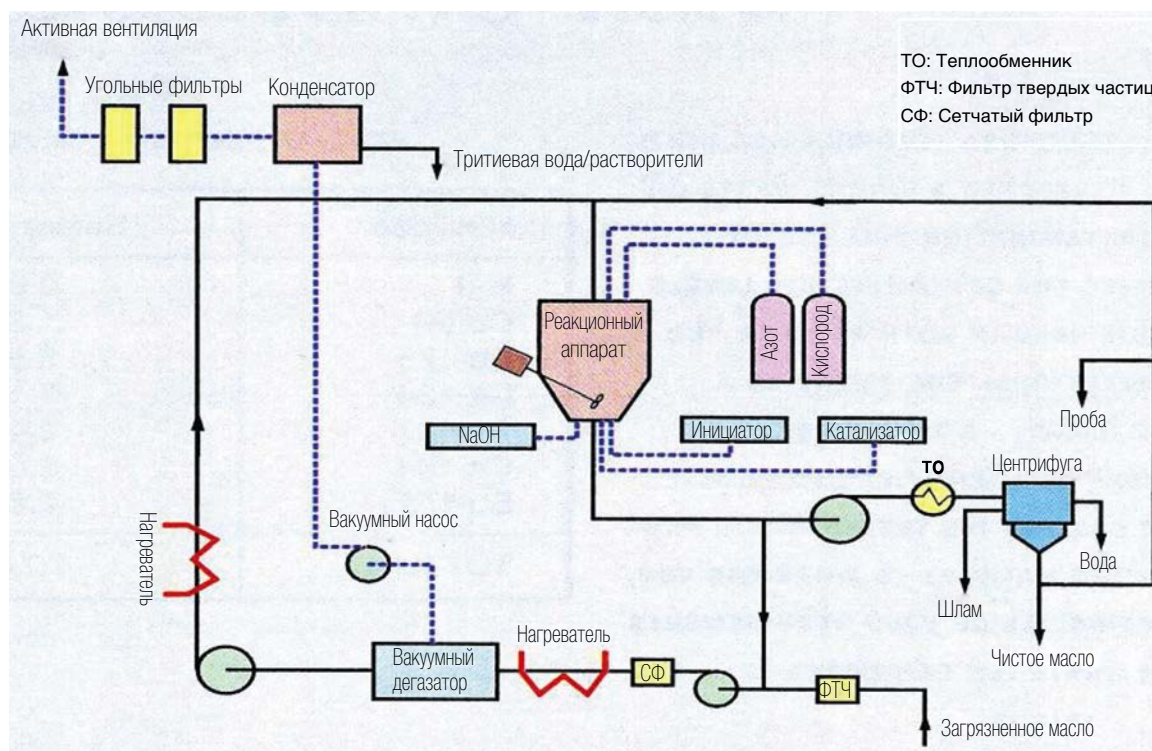 Активная вентиляция
Угольные фильтры
Конденсатор
ТО: Теплообменник
ФТЧ: Фильтр твердых частиц
СФ: Сетчатый фильтр
Тритиевая вода/растворители
Реакционный
аппарат
Азот
Кислород
Проба
NaOH
Инициатор
Катализатор
ТО
Центрифуга
Нагреватель
Вакуумный насос
Вода
Шлам
Чистое масло
Нагреватель
Вакуумный
дегазатор
СФ
ФТЧ
Загрязненное масло